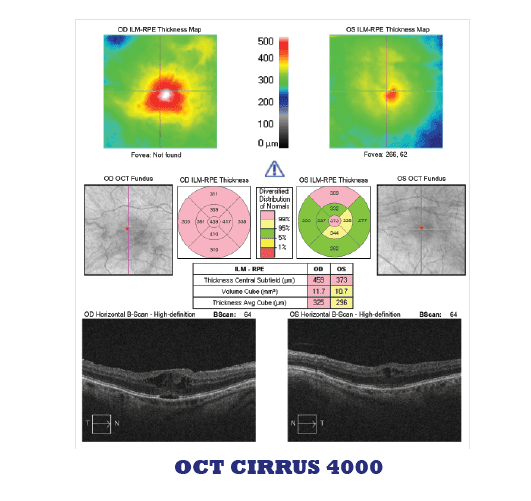 OD ILM-RPE Thickness Map
OS ILM-RPE Thickness Map
500
400
300
200
100
0 µm
Fovea: Not found
Fovea: 266, 62
OD OCT Fundus
OD ILM-RPE Thickness
Diversified:
Distribution
of Normals
99%
95%
5%
1%
OS ILM-RPE Thickness
OS OCT Fundus
ILM - RPE OD OS
Thickness Central Subfield (µm) 459 373
Volume Cube (mm³) 11.7 10.7
Thickness Avg Cube (µm) 325 296
OD Horizontal B-Scan - High-definition BScan: 64
OS Horizontal B-Scan - High-definition BScan: 64
T N
N T
OCT CIRRUS 4000